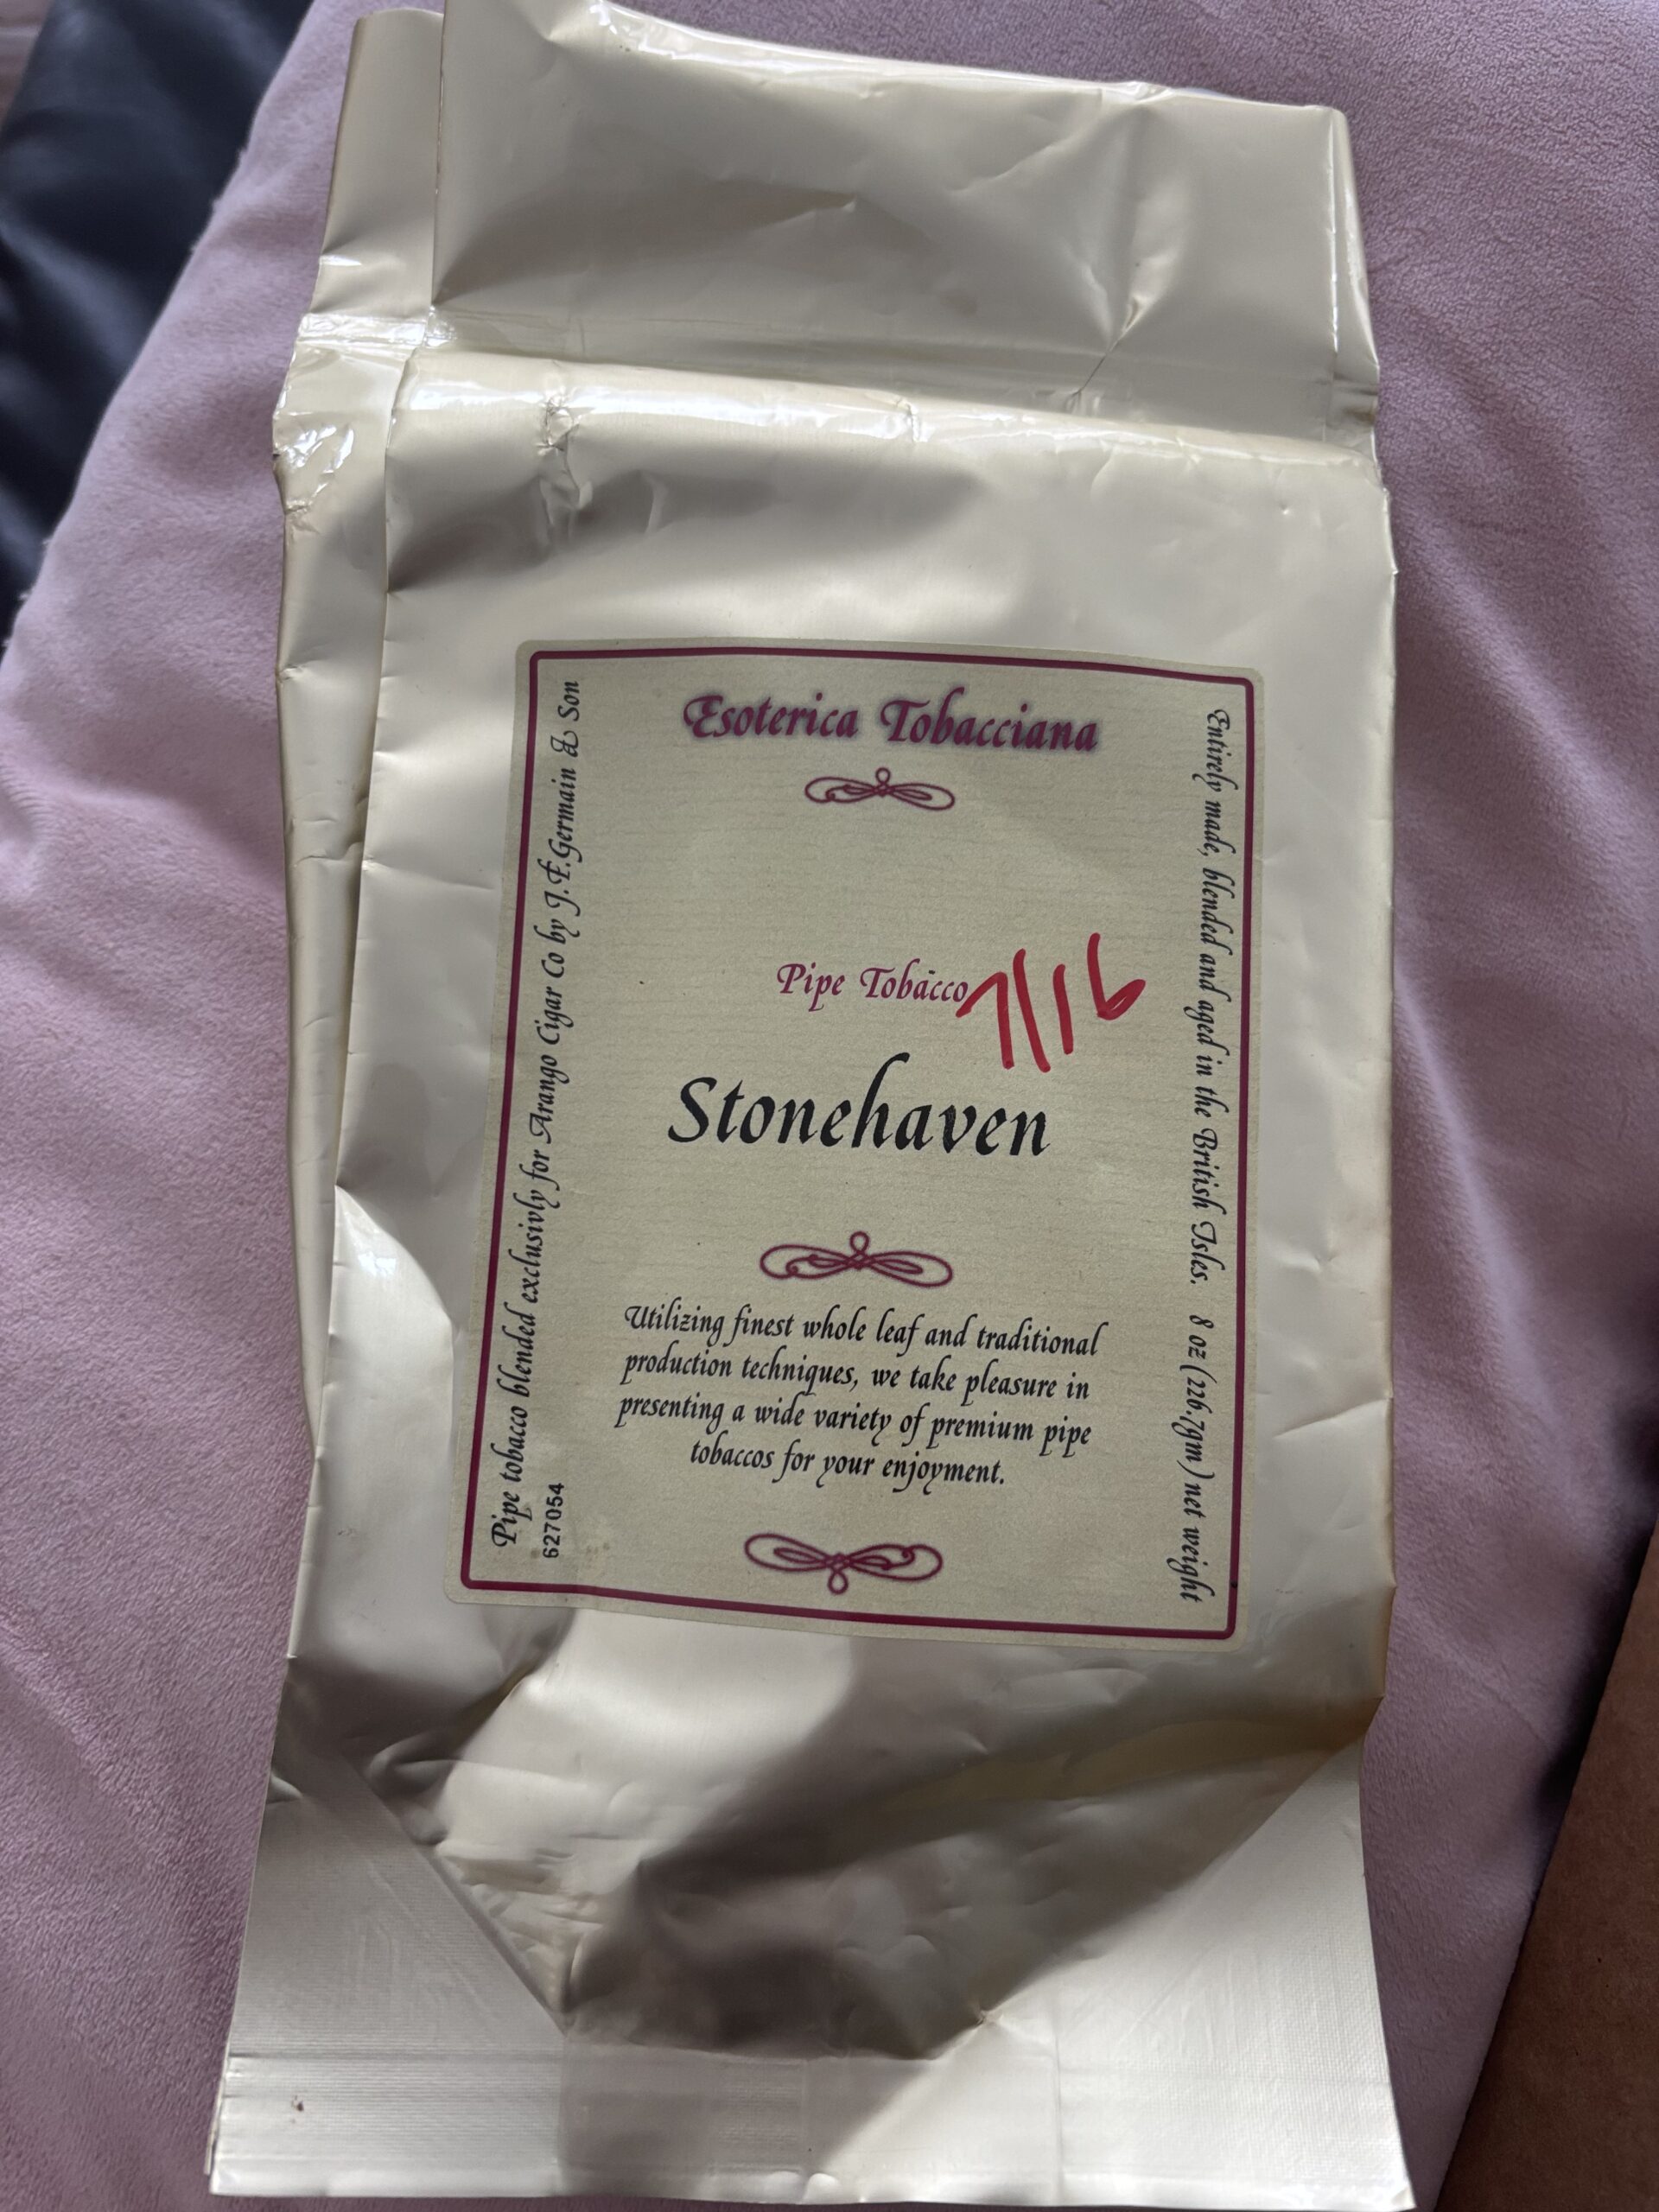 Esoterica Tobacciana
Pipe Tobacco
7/16
Stonehaven
Utilizing finest whole leaf and traditional
production techniques, we take pleasure in
presenting a wide variety of premium pipe
tobaccos for your enjoyment.
Pipe tobacco blended exclusivly for Arango Cigar Co by J.F.Germain & Son
627054
Entirely made, blended and aged in the British Isles. 8 oz (226.7gm) net weight